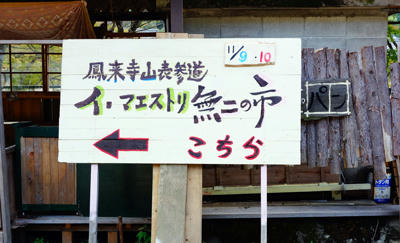 11/9・10
鳳来寺山表参道
イ・マエストリ 無二の市
こちら
パン